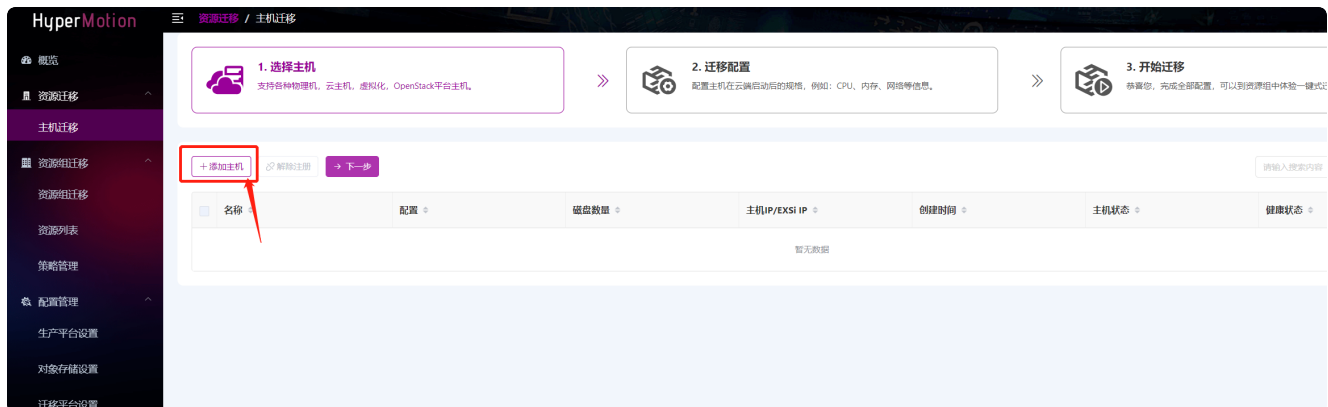 HyperMotion
资源迁移 / 主机迁移
概览
资源迁移
主机迁移
资源组迁移
资源组迁移
资源列表
策略管理
配置管理
生产平台设置
对象存储设置
迁移平台设置
1. 选择主机
支持各种物理机，云主机，虚拟化，OpenStack平台主机。
2. 迁移配置
配置主机在云端启动后的规格，例如：CPU、内存、网络等信息。
3. 开始迁移
恭喜您，完成全部配置，可以到资源组中体验一键式迁
+ 添加主机 解除注册 → 下一步 请输入搜索内容
名称 配置 磁盘数量 主机IP/EXSi IP 创建时间 主机状态 健康状态
暂无数据